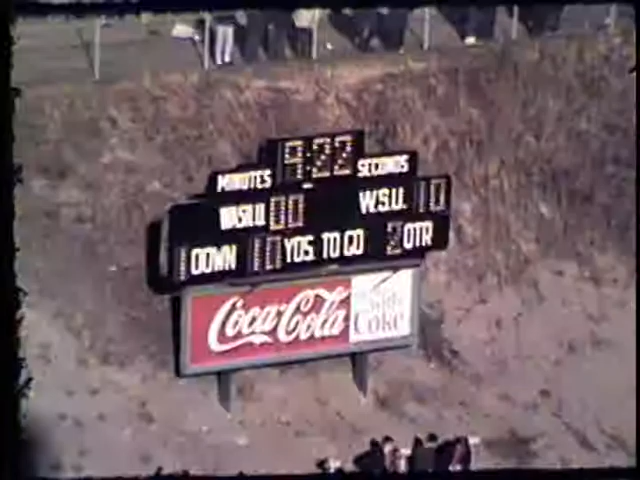 9:22
MINUTES SECONDS
WASH.U. 00 W.S.U. 10
1 DOWN 10 YDS. TO GO 2 QTR
Coca-Cola
Coke